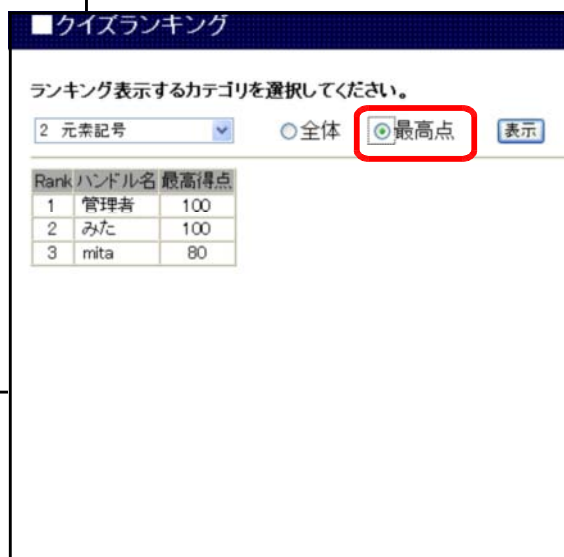 ■クイズランキング
ランキング表示するカテゴリを選択してください。
2 元素記号 全体 最高点 表示
Rank ハンドル名 最高得点
1 管理者 100
2 みた 100
3 mita 80